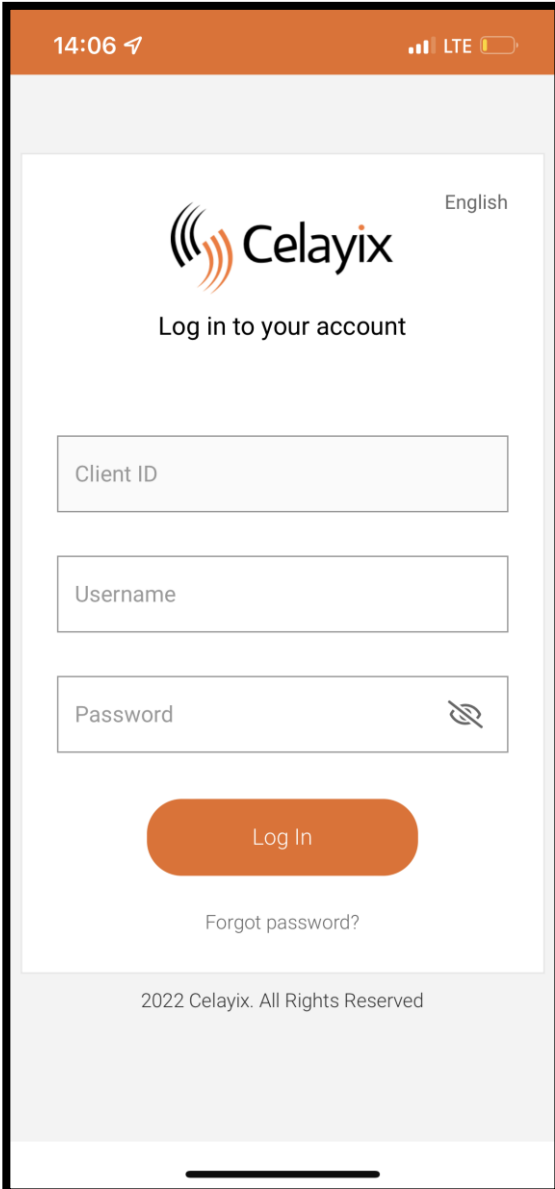 14:06 LTE
English
Celayix
Log in to your account
Client ID
Username
Password
Log In
Forgot password?
2022 Celayix. All Rights Reserved